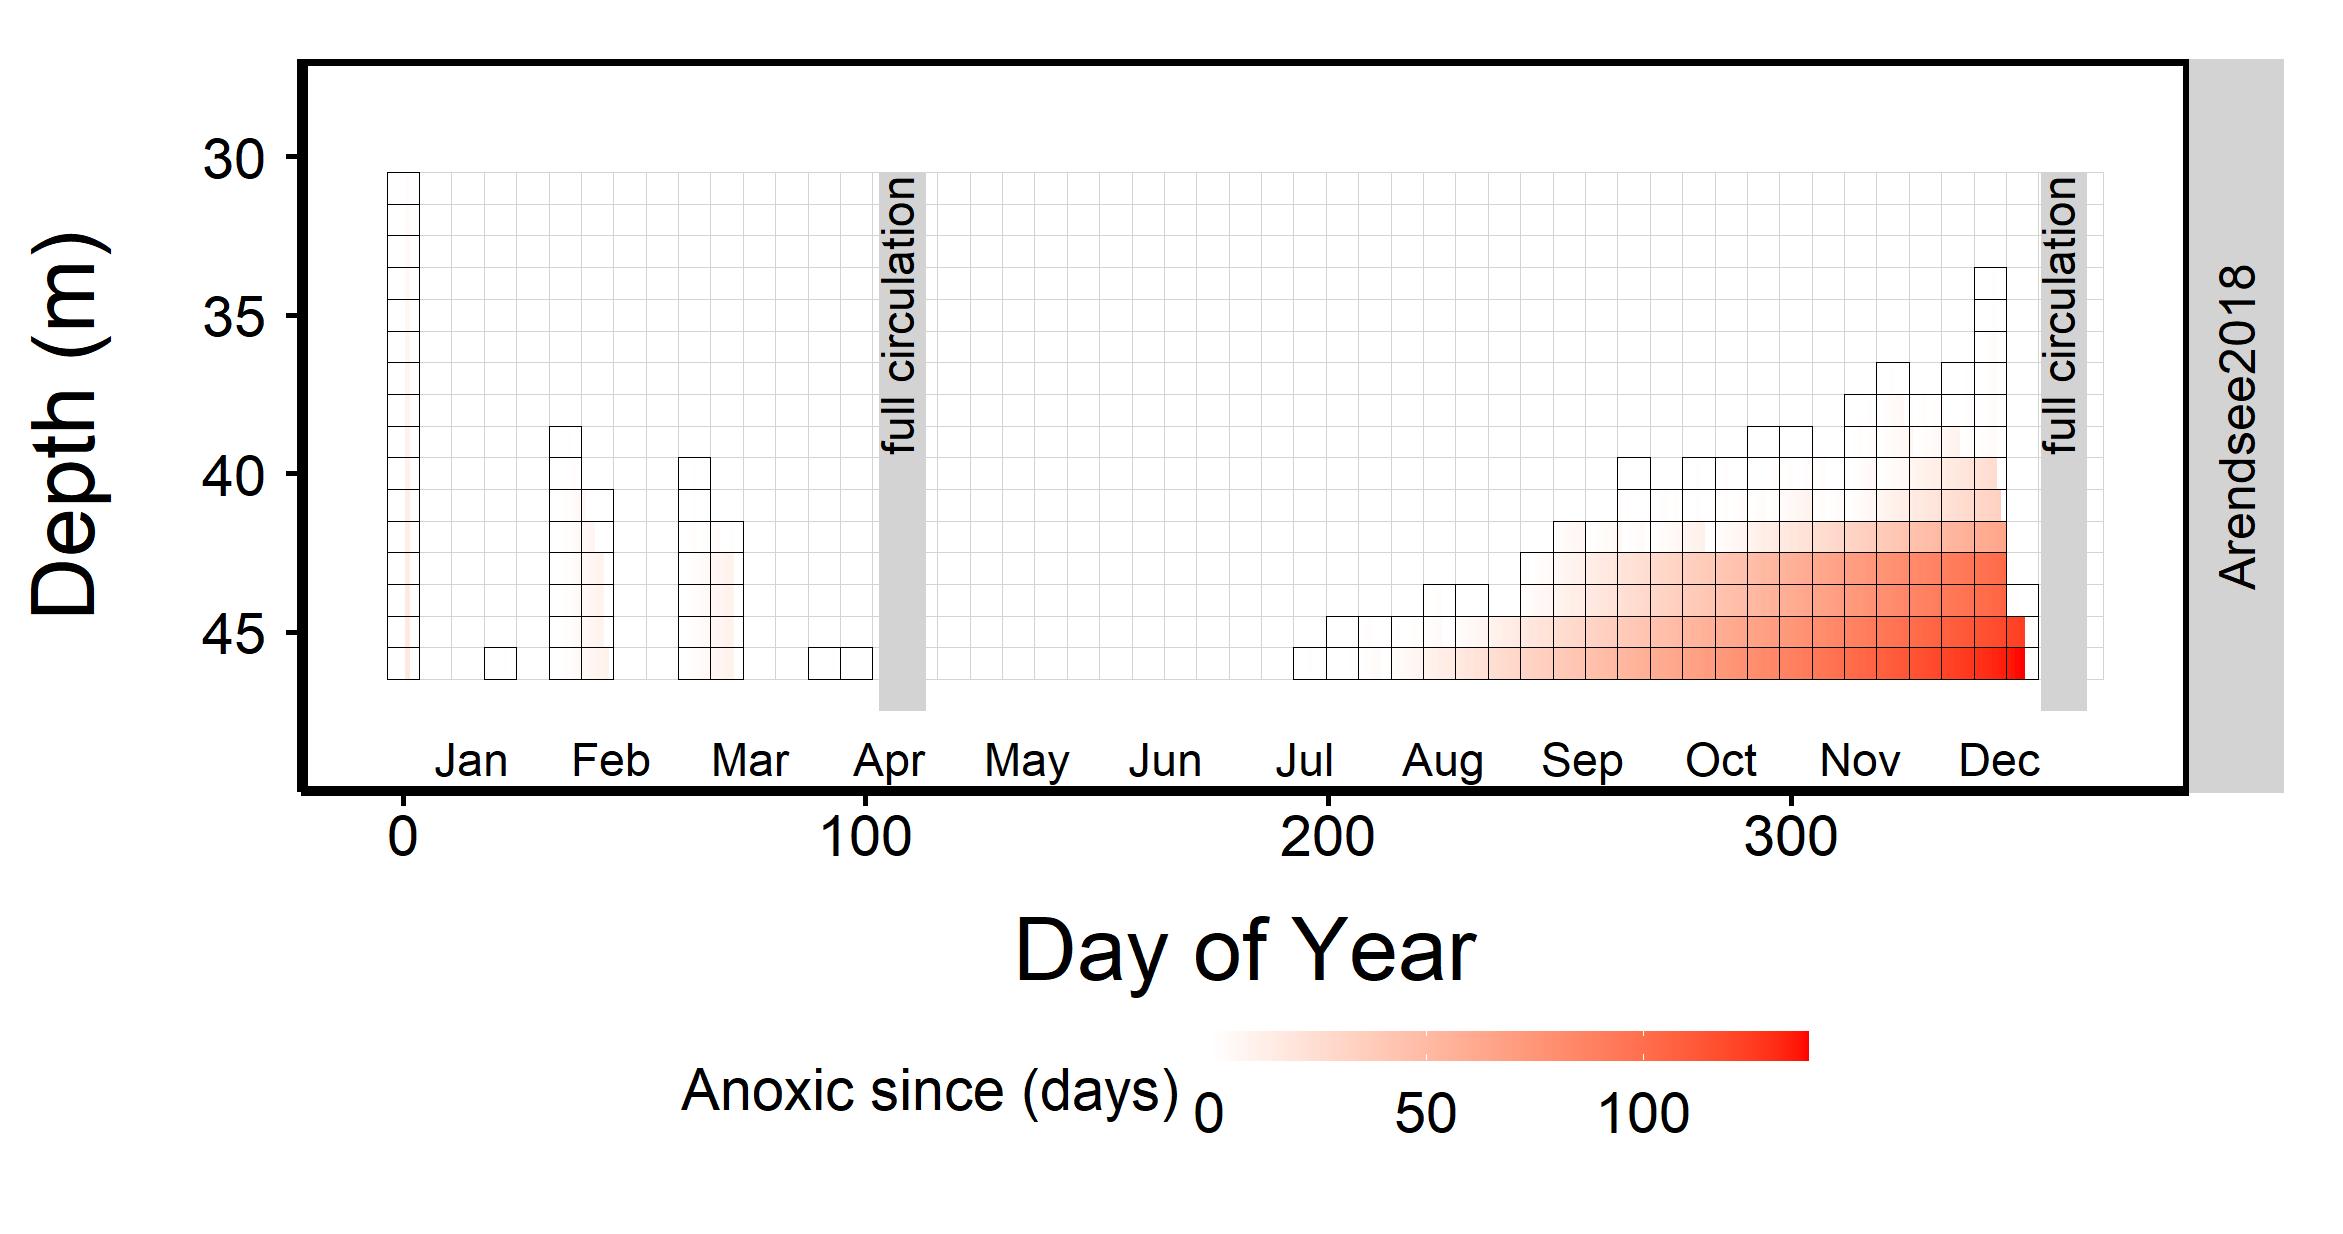 Depth (m)
30
35
40
45
full circulation
full circulation
Arendsee2018
Jan Feb Mar Apr May Jun Jul Aug Sep Oct Nov Dec
0 100 200 300
Day of Year
Anoxic since (days)
0 50 100